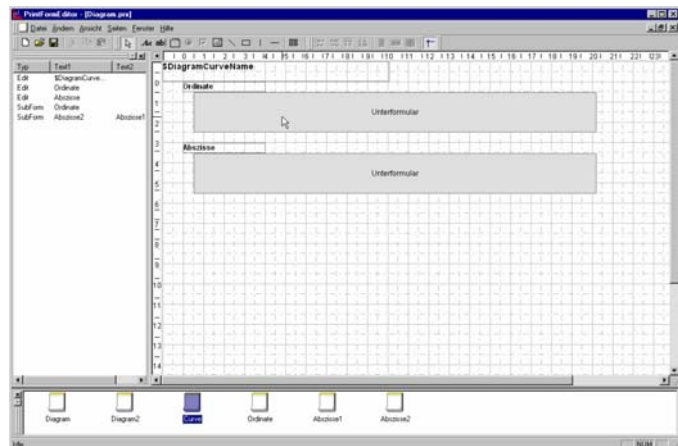 PrintFormEditor - [Diagram.prx]
Datei Ändern Ansicht Seiten Fenster Hilfe
Typ Text1 Text2
Edit $DiagramCurve...
Edit Ordinate
Edit Abszisse
SubForm Ordinate
SubForm Abszisse2 Abszisse1
$DiagramCurveName
Ordinate
Unterformular
Abszisse
Unterformular
Diagram Diagram2 Curve Ordinate Abszisse1 Abszisse2
Idle NUM